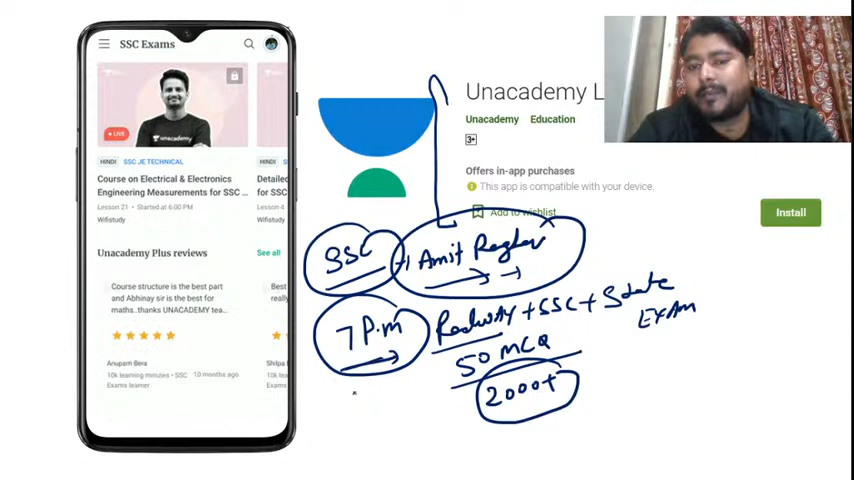 SSC Exams
unacademy
LIVE
HINDI SSC JE TECHNICAL
HINDI
Course on Electrical & Electronics
Engineering Measurements for SSC ...
Detailed
for SSC
Lesson 21 • Started at 6:00 PM
Lesson 4
Wifistudy
Wifistudy
Unacademy Plus reviews
See all
Course structure is the best part
and Abhinay sir is the best for
maths..thanks UNACADEMY tea...
Best
really
Anupam Bera
10k learning minutes • SSC
Exams learner
10 months ago
Shilpa
10k le
Exams
Unacademy L
Unacademy Education
3+
Offers in-app purchases
This app is compatible with your device.
Add to wishlist
Install
SSC → Amit Raghav
7 P.m
Railway + SSC + State
EXAM
50 MCQ
2000+